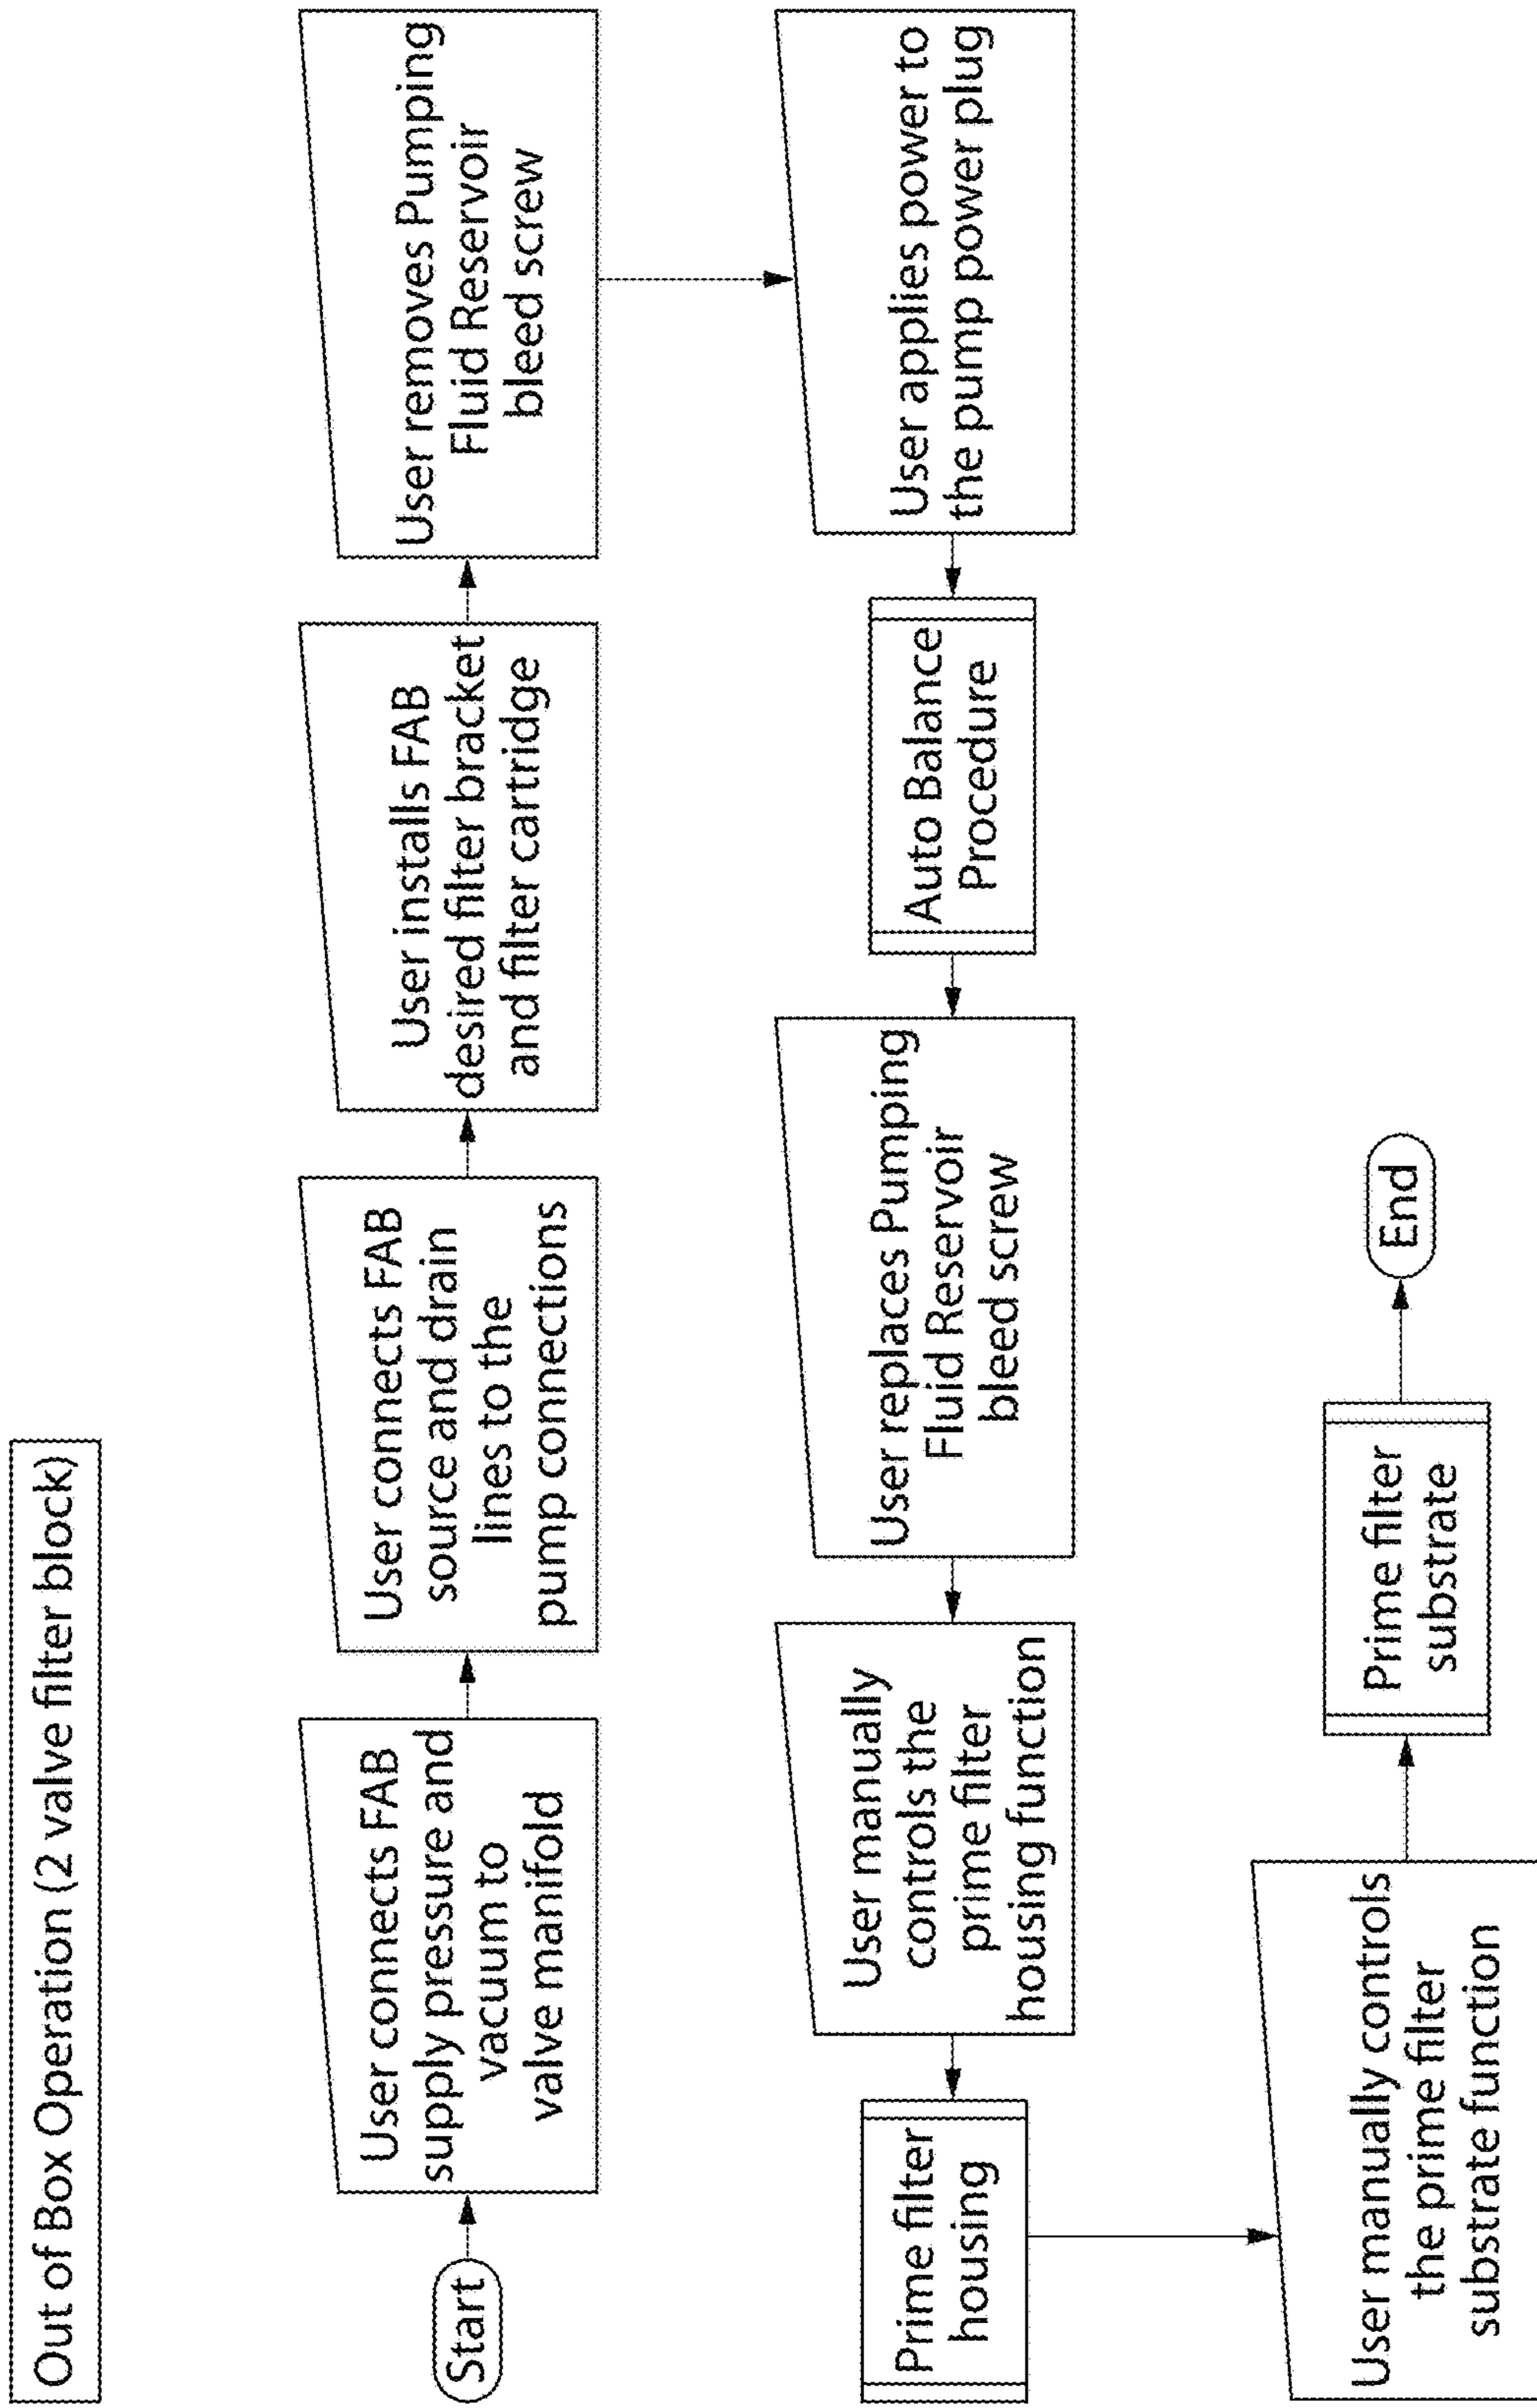 Out of Box Operation (2 valve filter block)
Start
User connects FAB
supply pressure and
vacuum to
valve manifold
User connects FAB
source and drain
lines to the
pump connections
User installs FAB
desired filter bracket
and filter cartridge
User removes Pumping
Fluid Reservoir
bleed screw
User applies power to
the pump power plug
Auto Balance
Procedure
User replaces Pumping
Fluid Reservoir
bleed screw
User manually
controls the
prime filter
housing function
Prime filter
housing
User manually controls
the prime filter
substrate function
Prime filter
substrate
End